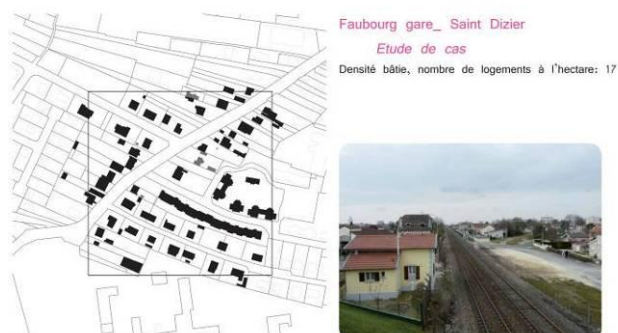 Faubourg gare_ Saint Dizier
Etude de cas
Densité bâtie, nombre de logements à l'hectare: 17